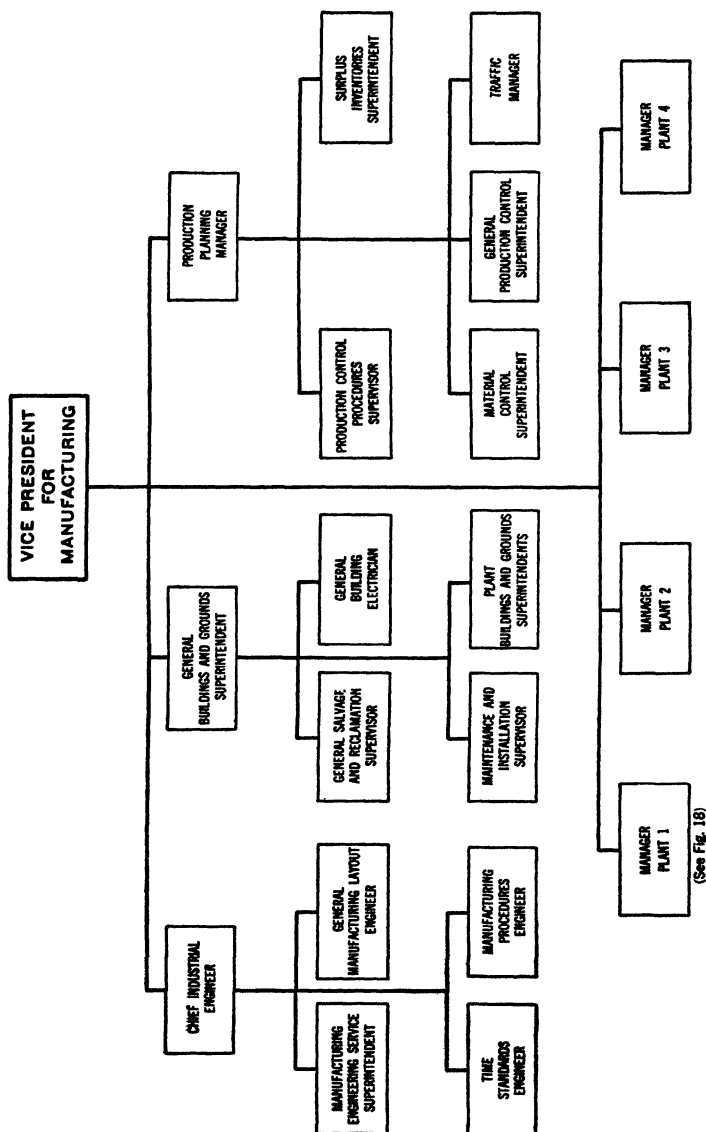 VICE PRESIDENT
FOR
MANUFACTURING
CHIEF INDUSTRIAL
ENGINEER
GENERAL
BUILDINGS AND GROUNDS
SUPERINTENDENT
PRODUCTION
PLANNING
MANAGER
MANUFACTURING
ENGINEERING SERVICE
SUPERINTENDENT
GENERAL
MANUFACTURING LAYOUT
ENGINEER
GENERAL SALVAGE
AND RECLAMATION
SUPERVISOR
GENERAL
BUILDING
ELECTRICIAN
PRODUCTION CONTROL
PROCEDURES
SUPERVISOR
SURPLUS
INVENTORIES
SUPERINTENDENT
TIME
STANDARDS
ENGINEER
MANUFACTURING
PROCEDURES
ENGINEER
MAINTENANCE AND
INSTALLATION
SUPERVISOR
PLANT
BUILDINGS AND GROUNDS
SUPERINTENDENTS
MATERIAL
CONTROL
SUPERINTENDENT
GENERAL
PRODUCTION CONTROL
SUPERINTENDENT
TRAFFIC
MANAGER
MANAGER
PLANT 1
MANAGER
PLANT 2
MANAGER
PLANT 3
MANAGER
PLANT 4
(See Fig. 18)